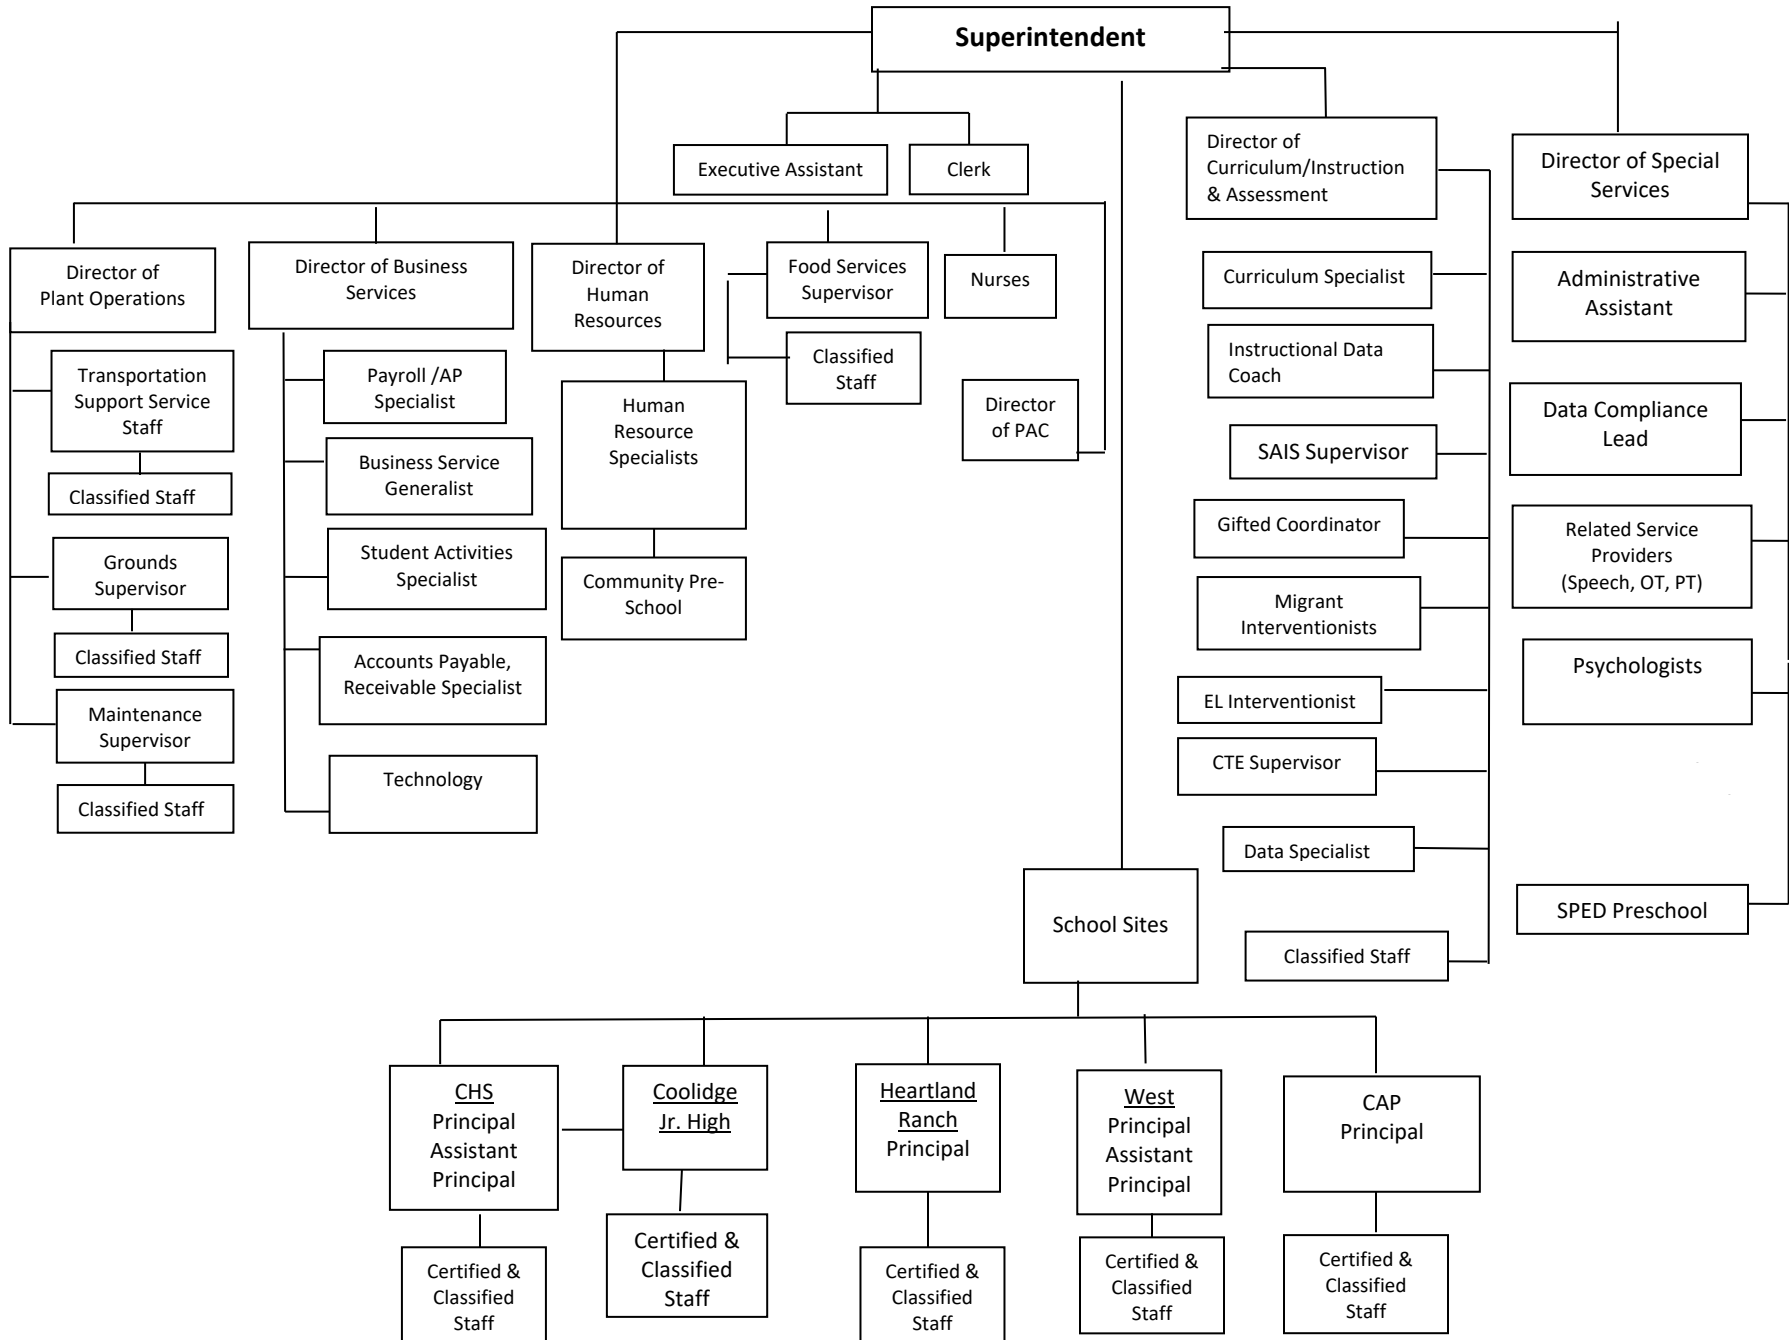 Superintendent
Executive Assistant
Clerk
Director of
Curriculum/Instruction
& Assessment
Director of Special
Services
Director of
Plant Operations
Director of Business
Services
Director of
Human
Resources
Food Services
Supervisor
Nurses
Curriculum Specialist
Administrative
Assistant
Transportation
Support Service
Staff
Payroll /AP
Specialist
Human
Resource
Specialists
Classified
Staff
Director
of PAC
Instructional Data
Coach
Data Compliance
Lead
Classified Staff
Business Service
Generalist
SAIS Supervisor
Grounds
Supervisor
Student Activities
Specialist
Community Pre-
School
Gifted Coordinator
Related Service
Providers
(Speech, OT, PT)
Migrant
Interventionists
Classified Staff
Accounts Payable,
Receivable Specialist
EL Interventionist
Psychologists
Maintenance
Supervisor
Technology
CTE Supervisor
Classified Staff
Data Specialist
School Sites
SPED Preschool
Classified Staff
CHS
Principal
Assistant
Principal
Coolidge
Jr. High
Heartland
Ranch
Principal
West
Principal
Assistant
Principal
CAP
Principal
Certified &
Classified
Staff
Certified &
Classified
Staff
Certified &
Classified
Staff
Certified &
Classified
Staff
Certified &
Classified
Staff